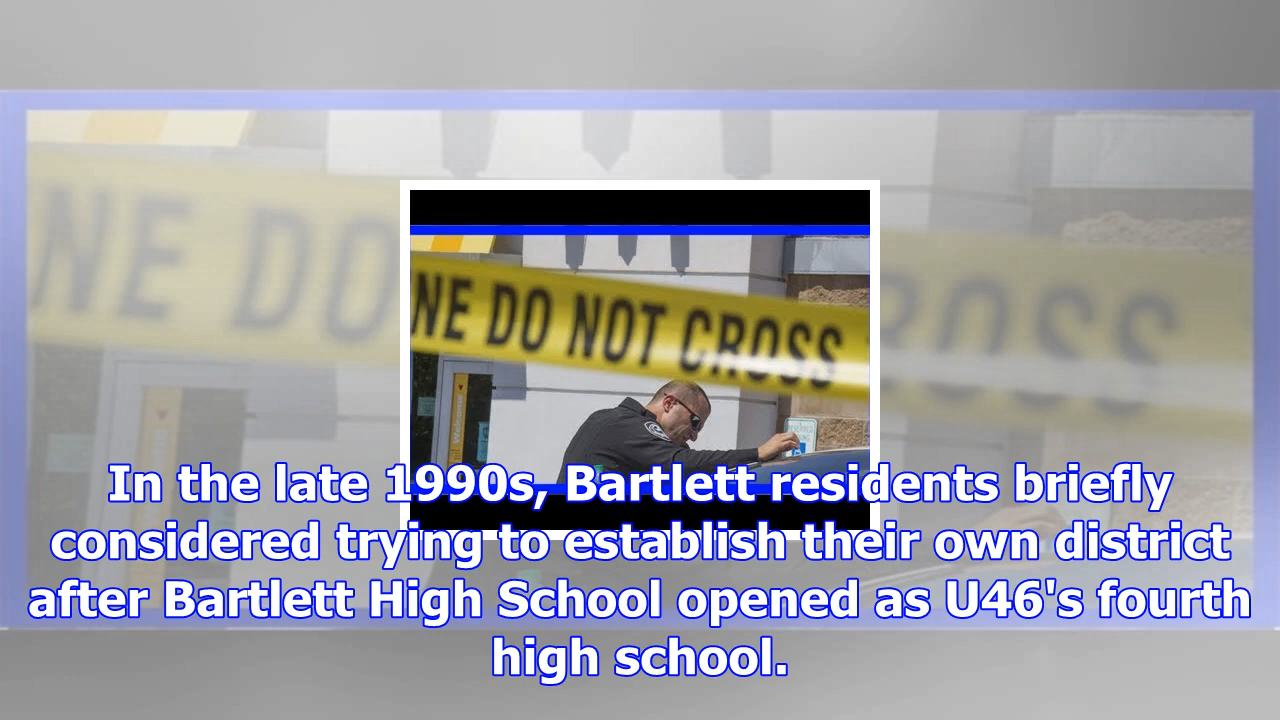 NE DO NOT CROSS
Welcome
In the late 1990s, Bartlett residents briefly
considered trying to establish their own district
after Bartlett High School opened as U46's fourth
high school.